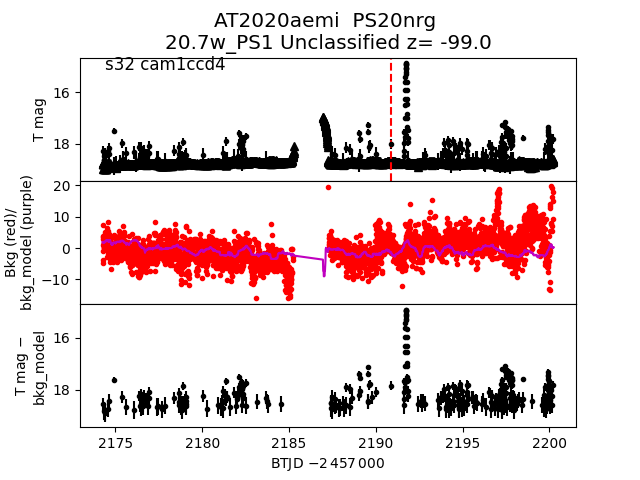 AT2020aemi  PS20nrg
20.7w_PS1 Unclassified z= -99.0
s32 cam1ccd4
T mag
16
18
Bkg (red)/
bkg_model (purple)
20
10
0
−10
T mag −
bkg_model
16
18
2175
2180
2185
2190
2195
2200
BTJD −2 457 000